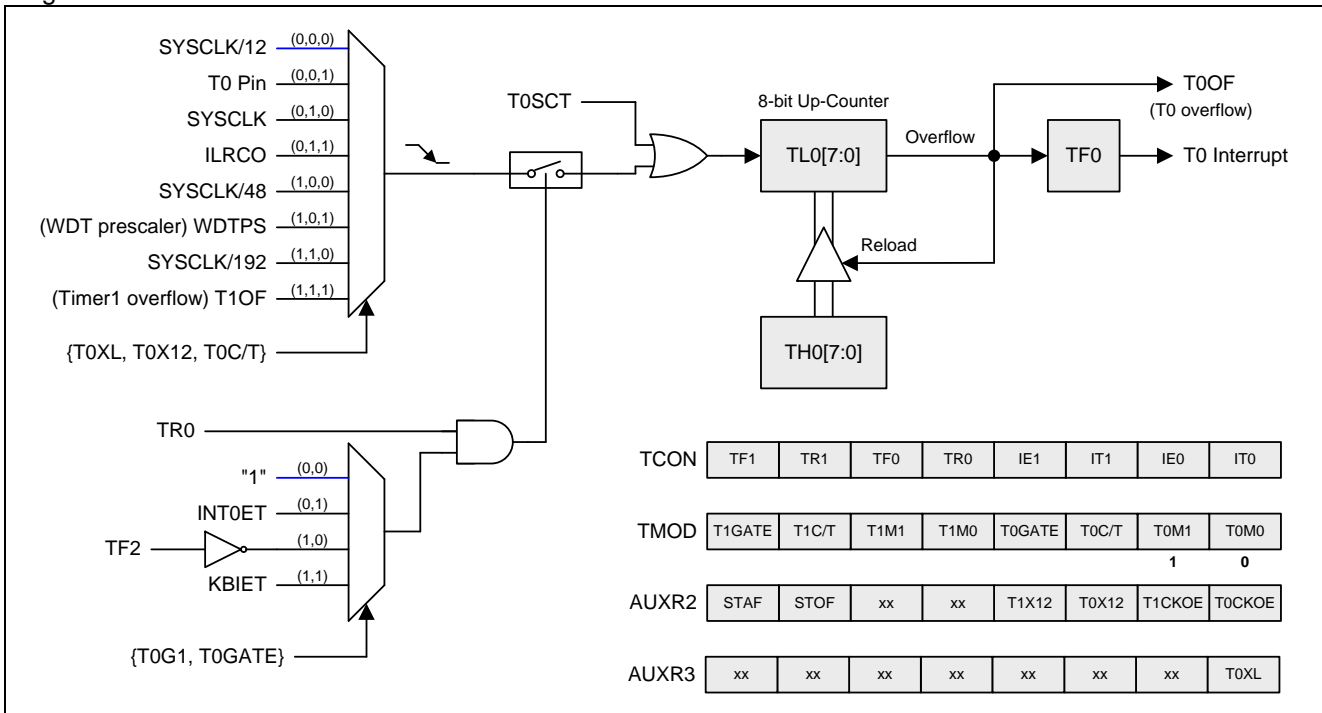 SYSCLK/12 (0,0,0)
T0 Pin (0,0,1)
SYSCLK (0,1,0)
ILRCO (0,1,1)
SYSCLK/48 (1,0,0)
(WDT prescaler) WDTPS (1,0,1)
SYSCLK/192 (1,1,0)
(Timer1 overflow) T1OF (1,1,1)
{T0XL, T0X12, T0C/T}
T0SCT
8-bit Up-Counter
TL0[7:0]
Overflow
T0OF
(T0 overflow)
TF0
T0 Interrupt
Reload
TH0[7:0]
TR0
"1" (0,0)
INT0ET (0,1)
TF2 (1,0)
KBIET (1,1)
{T0G1, T0GATE}
TCON TF1 TR1 TF0 TR0 IE1 IT1 IE0 IT0
TMOD T1GATE T1C/T T1M1 T1M0 T0GATE T0C/T T0M1 T0M0
1 0
AUXR2 STAF STOF xx xx T1X12 T0X12 T1CKOE T0CKOE
AUXR3 xx xx xx xx xx xx xx T0XL